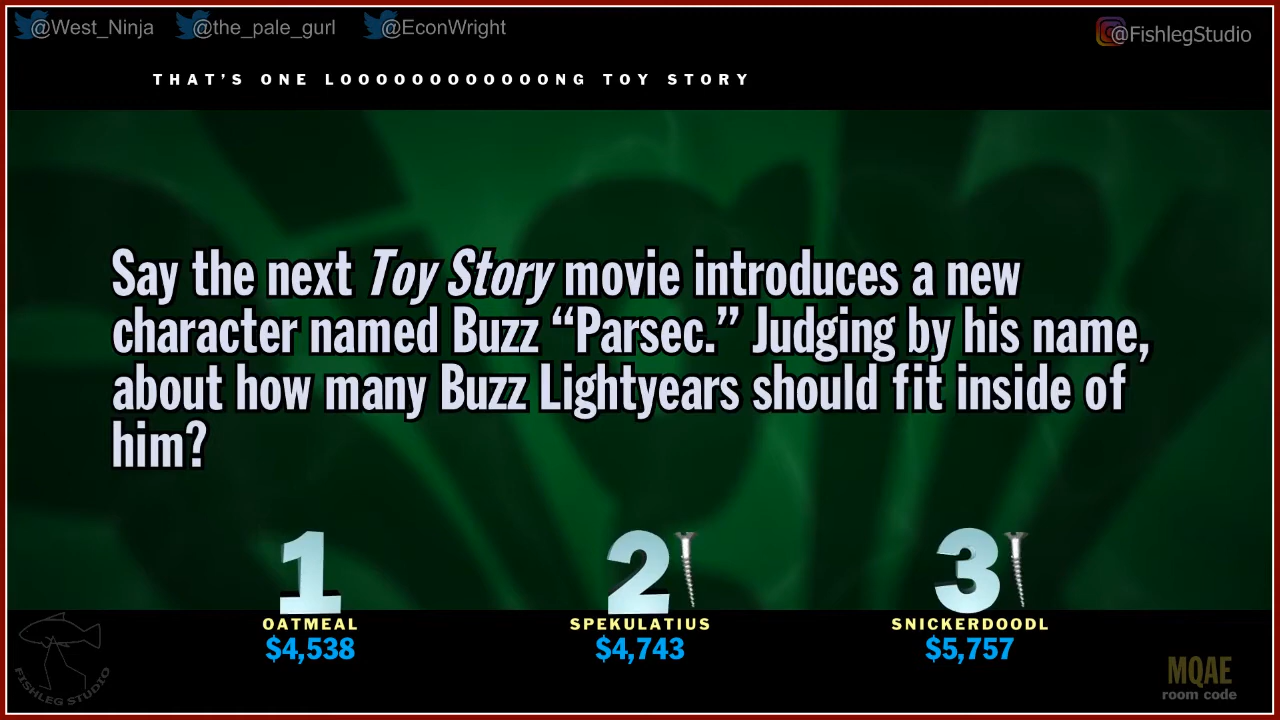 @West_Ninja @the_pale_gurl @EconWright @FishlegStudio
THAT'S ONE LOOOOOOOOOOOONG TOY STORY
Say the next Toy Story movie introduces a new
character named Buzz “Parsec.” Judging by his name,
about how many Buzz Lightyears should fit inside of
him?
1 2 3
OATMEAL SPEKULATIUS SNICKERDOODL
$4,538 $4,743 $5,757
FISHLEG STUDIO
MQAE
room code